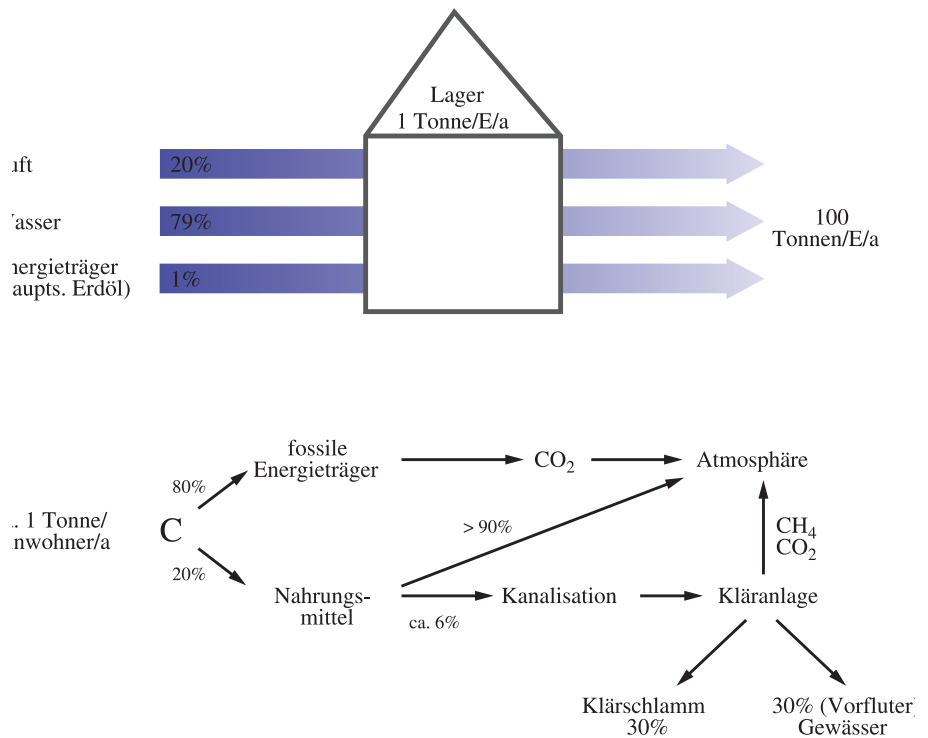 Lager
1 Tonne/E/a
uft
20%
asser
79%
100
Tonnen/E/a
nergieträger
aupts. Erdöl)
1%
fossile
Energieträger
CO2
Atmosphäre
80%
. 1 Tonne/
nwohner/a
C
> 90%
CH4
CO2
20%
Nahrungs-
mittel
ca. 6%
Kanalisation
Kläranlage
Klärschlamm
30%
30% (Vorfluter)
Gewässer